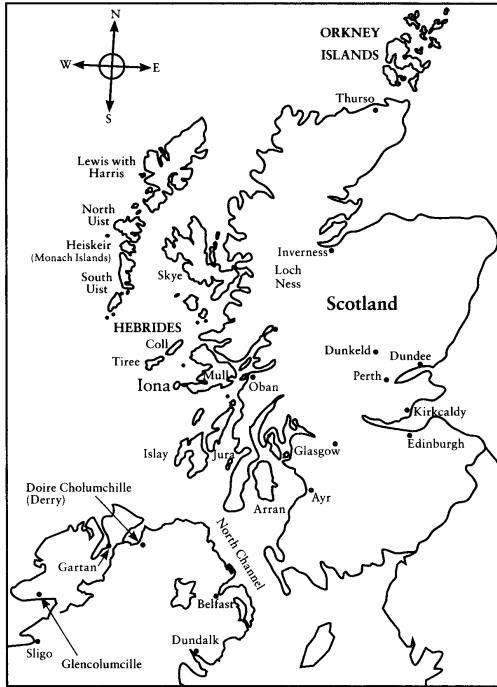 N
W
E
S
ORKNEY
ISLANDS
Thurso
Lewis with
Harris
North
Uist
Heiskeir
(Monach Islands)
South
Uist
Skye
Inverness
Loch
Ness
Scotland
HEBRIDES
Coll
Tiree
Mull
Iona
Oban
Dunkeld
Dundee
Perth
Kirkcaldy
Edinburgh
Glasgow
Islay
Jura
Arran
Ayr
Doire Cholumchille
(Derry)
North Channel
Gartan
Belfast
Glencolumcille
Sligo
Dundalk